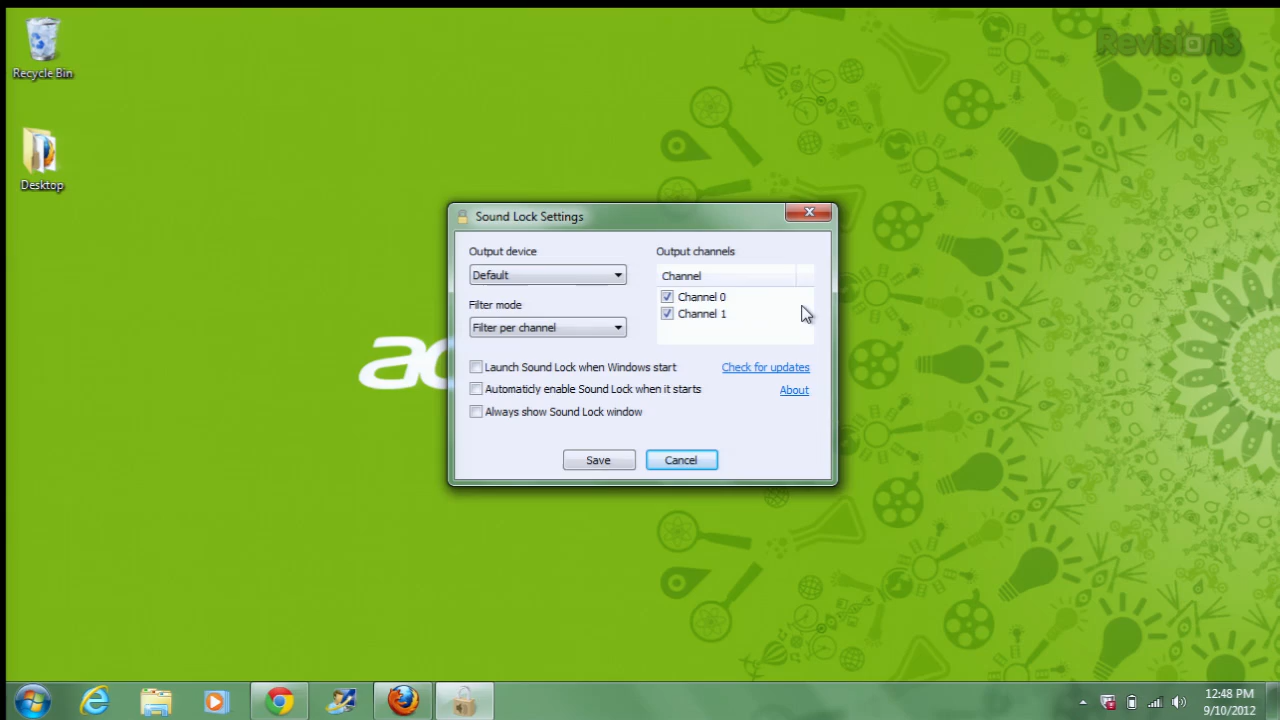 Revision3
Recycle Bin
Desktop
Sound Lock Settings
Output device
Default
Filter mode
Filter per channel
Output channels
Channel
Channel 0
Channel 1
Launch Sound Lock when Windows start
Check for updates
Automaticly enable Sound Lock when it starts
About
Always show Sound Lock window
Save
Cancel
12:48 PM
9/10/2012